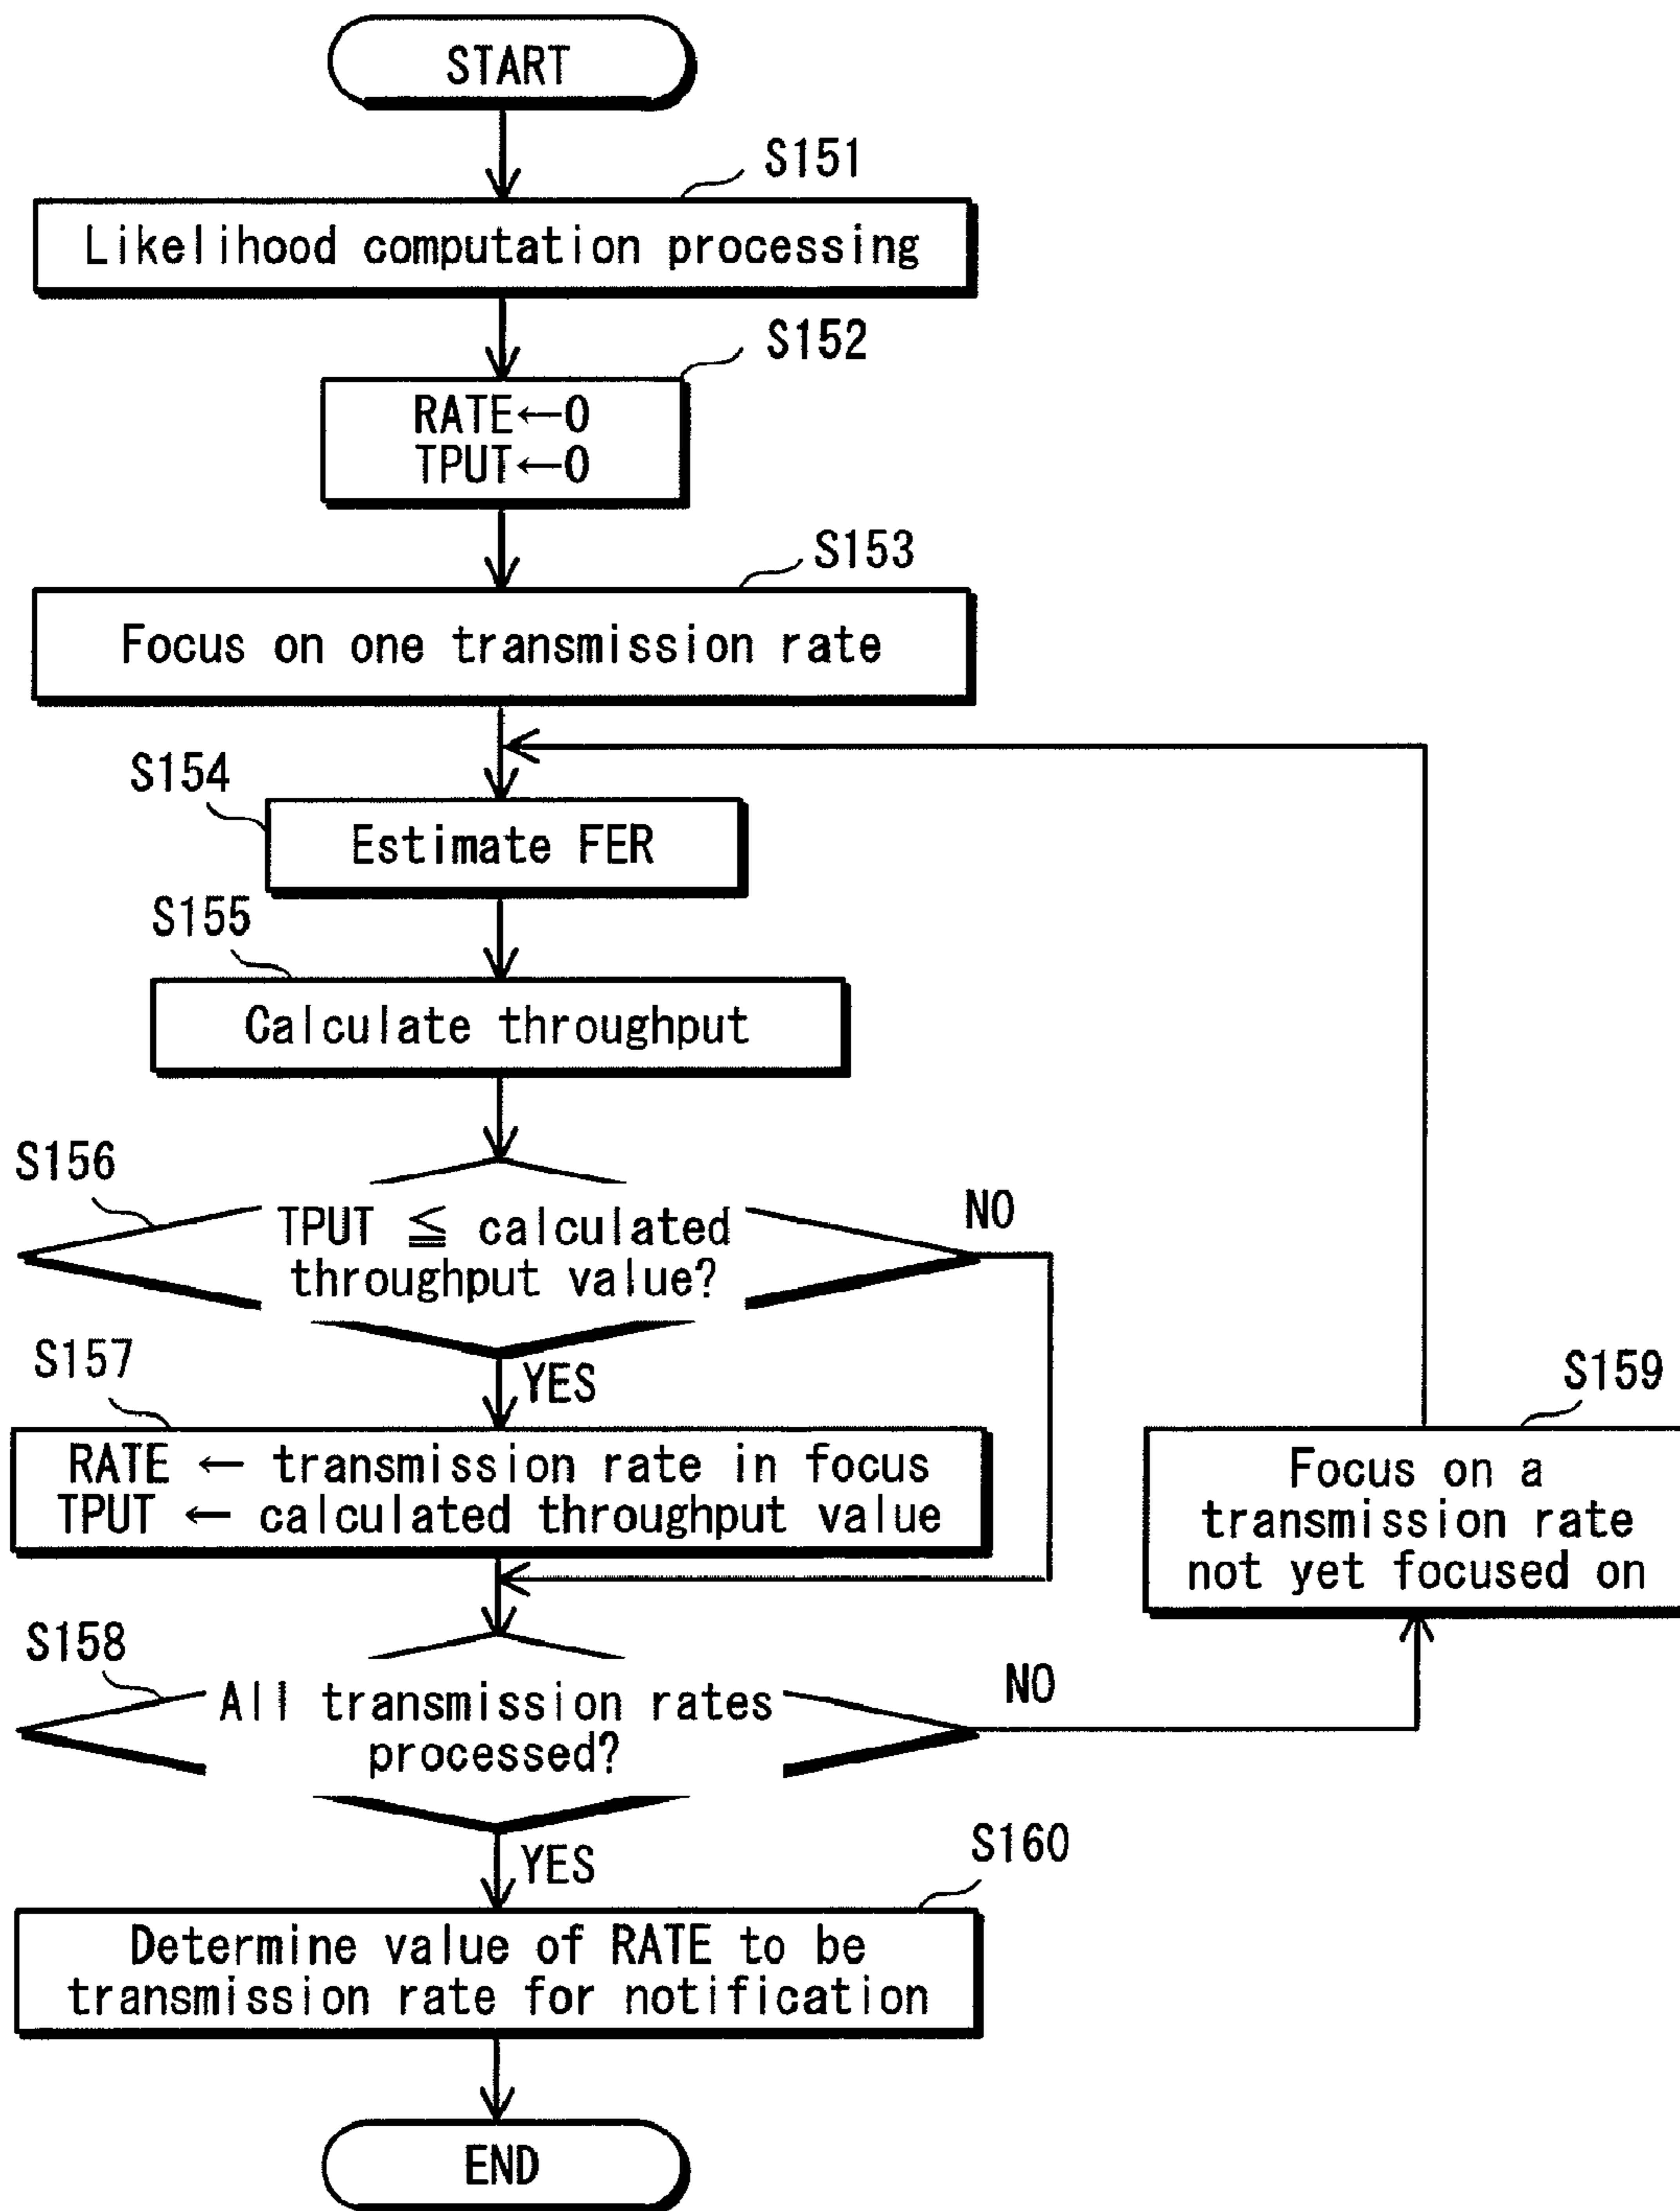 START
S151
Likelihood computation processing
S152
RATE←0
TPUT←0
S153
Focus on one transmission rate
S154
Estimate FER
S155
Calculate throughput
S156
TPUT ≦ calculated
throughput value?
NO
YES
S157
RATE ← transmission rate in focus
TPUT ← calculated throughput value
S158
All transmission rates
processed?
NO
S159
Focus on a
transmission rate
not yet focused on
YES
S160
Determine value of RATE to be
transmission rate for notification
END